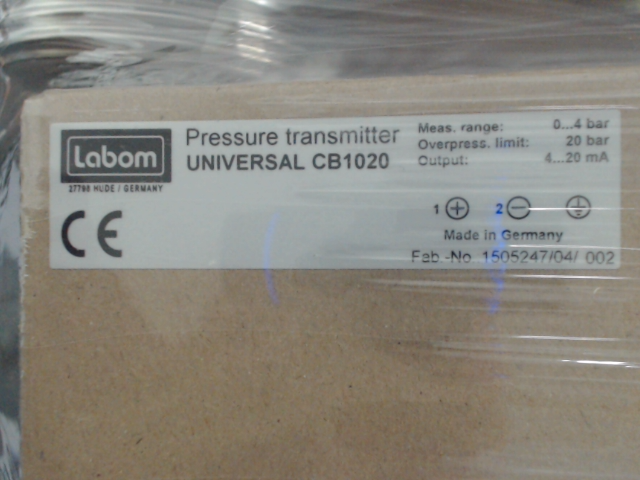 Labom
27798 HUDE / GERMANY
CE
Pressure transmitter
UNIVERSAL CB1020
Meas. range: 0...4 bar
Overpress. limit: 20 bar
Output: 4...20 mA
1 + 2 −
Made in Germany
Fab.-No. 1505247/04/ 002